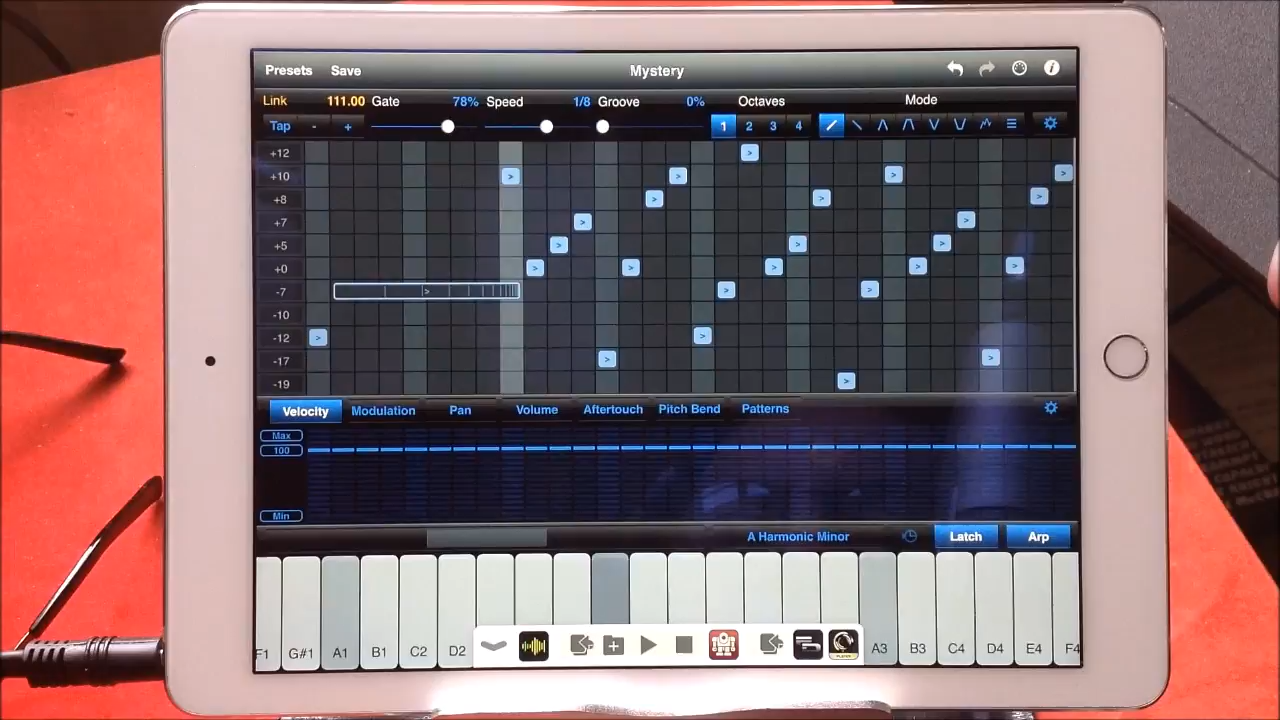 Presets Save Mystery
Link 111.00 Gate 78% Speed 1/8 Groove 0% Octaves Mode
Tap - + 1 2 3 4
+12
+10
+8
+7
+5
+0
-7
-10
-12
-17
-19
Velocity Modulation Pan Volume Aftertouch Pitch Bend Patterns
Max
100
Min
A Harmonic Minor Latch Arp
F1 G#1 A1 B1 C2 D2 A3 B3 C4 D4 E4 F4